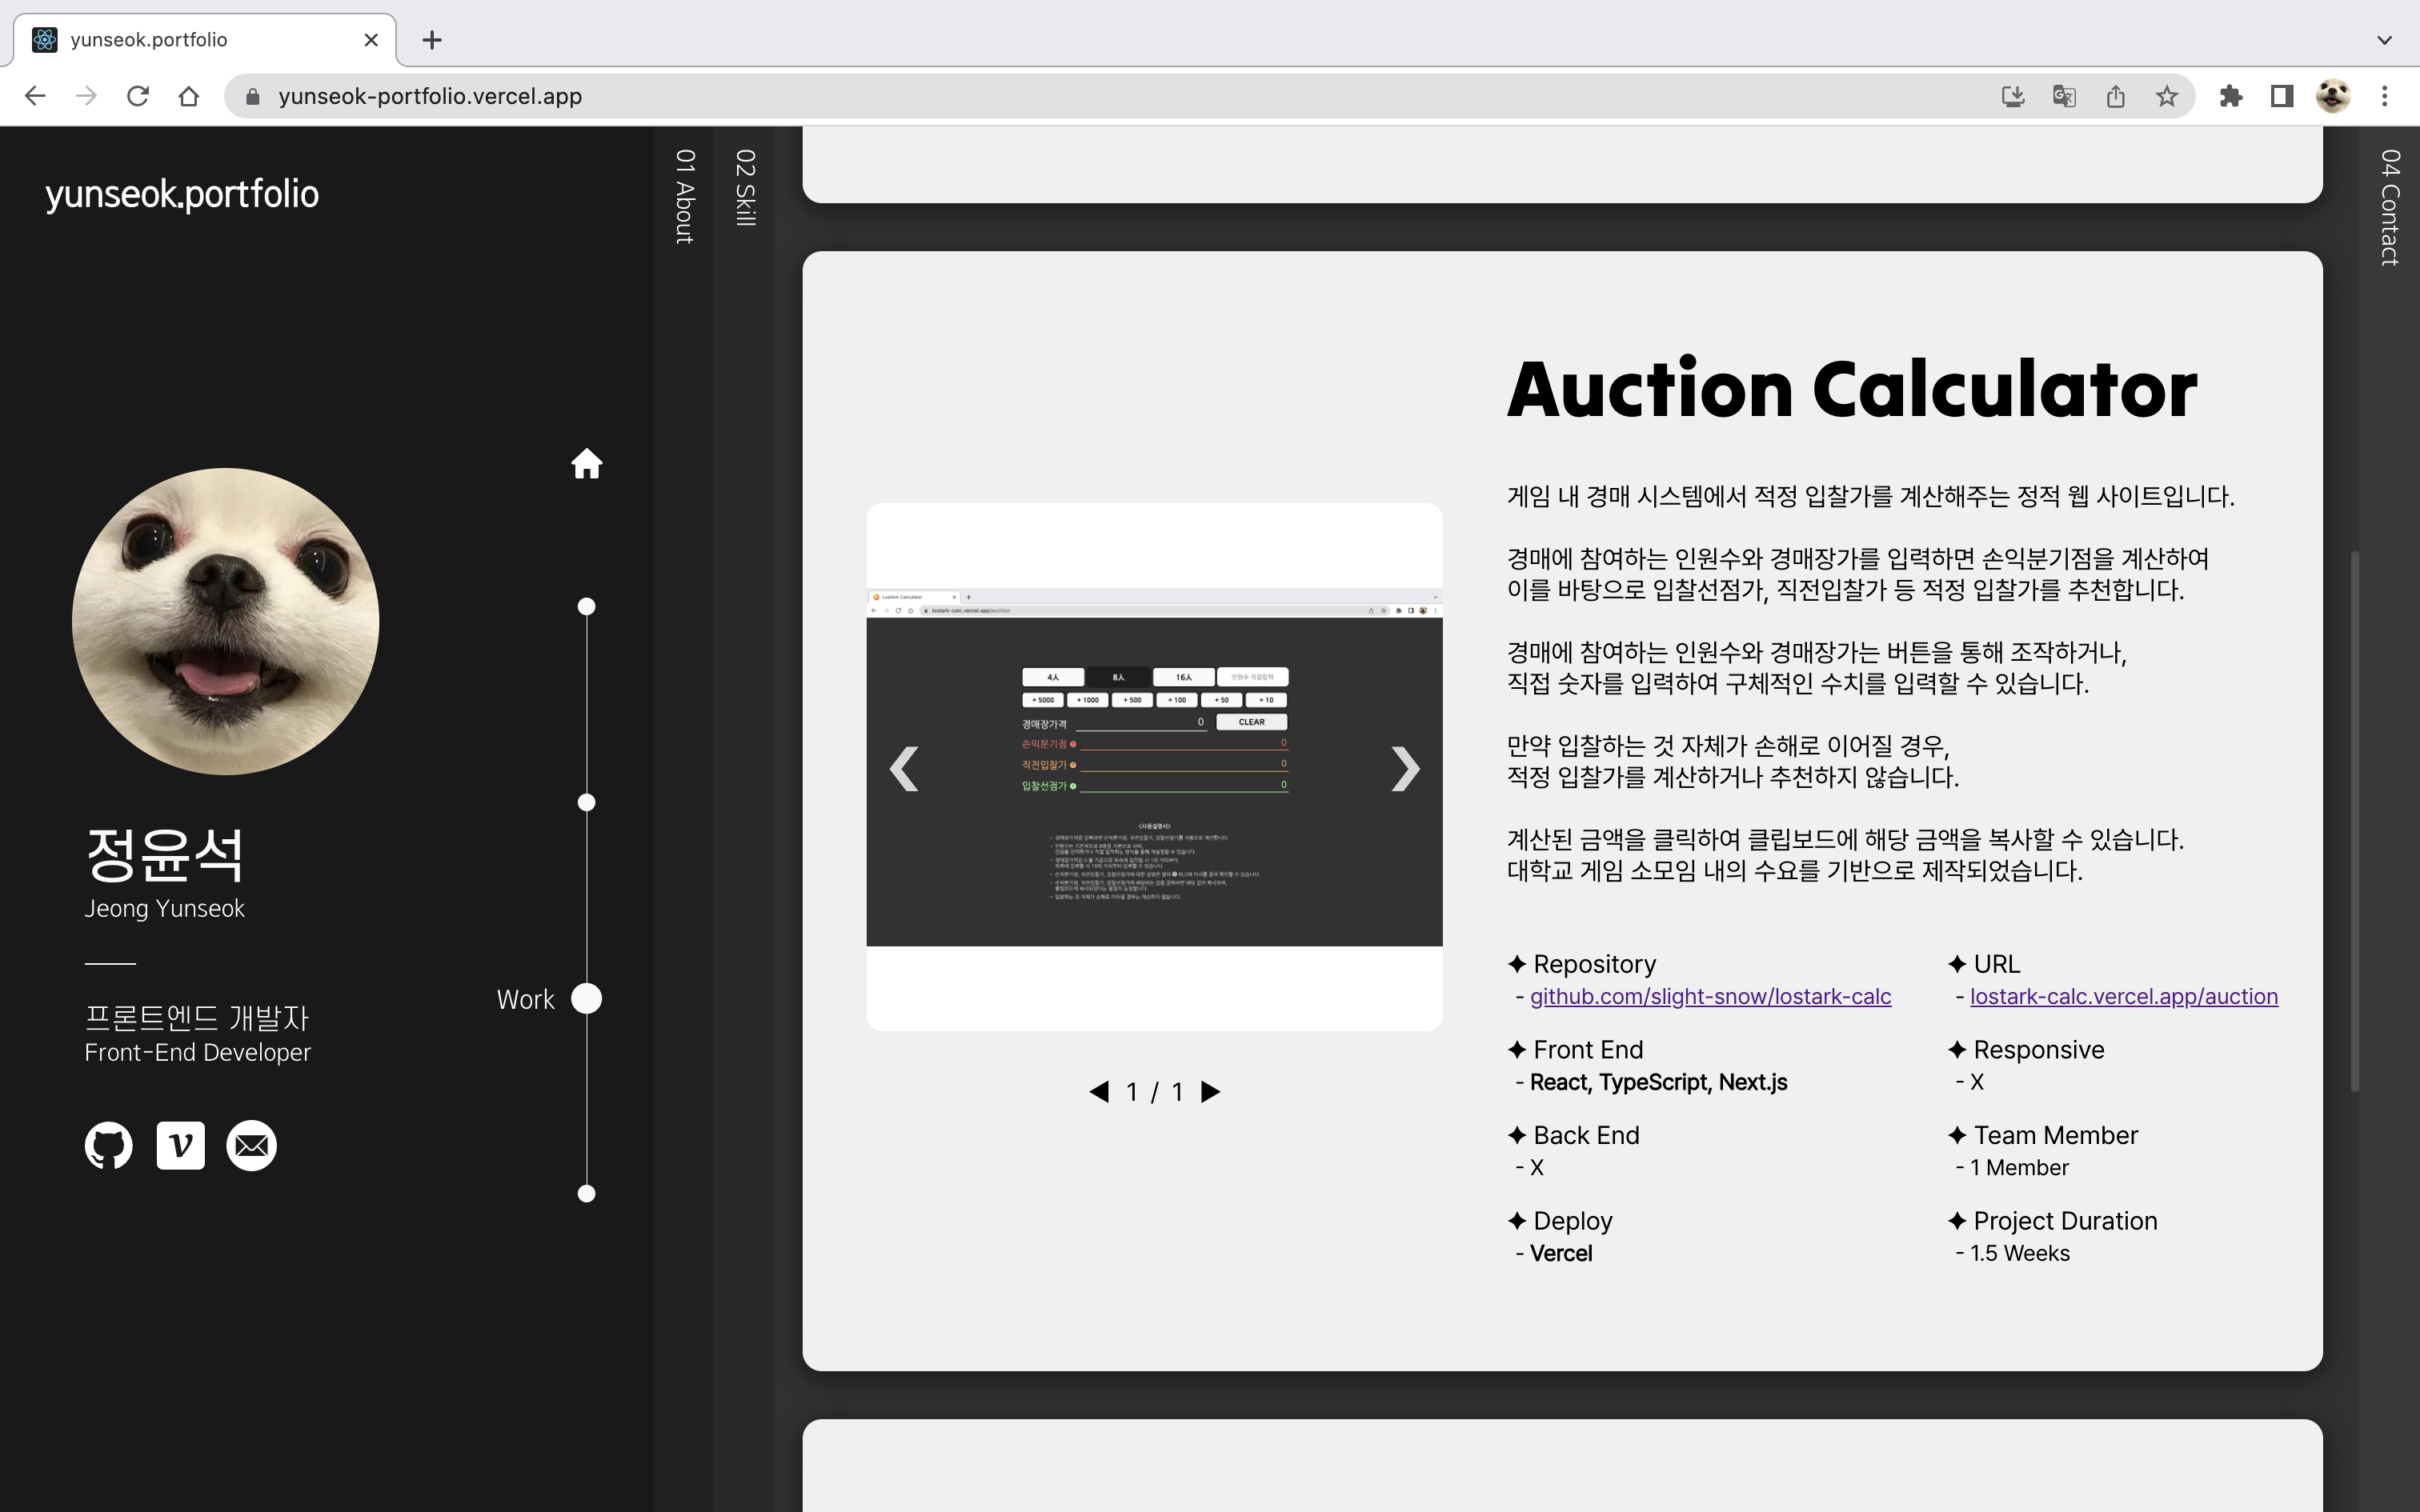 yunseok.portfolio
yunseok-portfolio.vercel.app
yunseok.portfolio
정윤석
Jeong Yunseok
프론트엔드 개발자
Front-End Developer
Work
01 About
02 Skill
Lostark Calculator
lostark-calc.vercel.app/auction
4人 8人 16人 인원수 직접입력
+ 5000 + 1000 + 500 + 100 + 50 + 10
경매장가격 0 CLEAR
손익분기점 ? 0
직전입찰가 ? 0
입찰선점가 ? 0
<사용설명서>
1 / 1
Auction Calculator
게임 내 경매 시스템에서 적정 입찰가를 계산해주는 정적 웹 사이트입니다.
경매에 참여하는 인원수와 경매장가를 입력하면 손익분기점을 계산하여
이를 바탕으로 입찰선점가, 직전입찰가 등 적정 입찰가를 추천합니다.
경매에 참여하는 인원수와 경매장가는 버튼을 통해 조작하거나,
직접 숫자를 입력하여 구체적인 수치를 입력할 수 있습니다.
만약 입찰하는 것 자체가 손해로 이어질 경우,
적정 입찰가를 계산하거나 추천하지 않습니다.
계산된 금액을 클릭하여 클립보드에 해당 금액을 복사할 수 있습니다.
대학교 게임 소모임 내의 수요를 기반으로 제작되었습니다.
✦ Repository
- github.com/slight-snow/lostark-calc
✦ URL
- lostark-calc.vercel.app/auction
✦ Front End
- React, TypeScript, Next.js
✦ Responsive
- X
✦ Back End
- X
✦ Team Member
- 1 Member
✦ Deploy
- Vercel
✦ Project Duration
- 1.5 Weeks
04 Contact